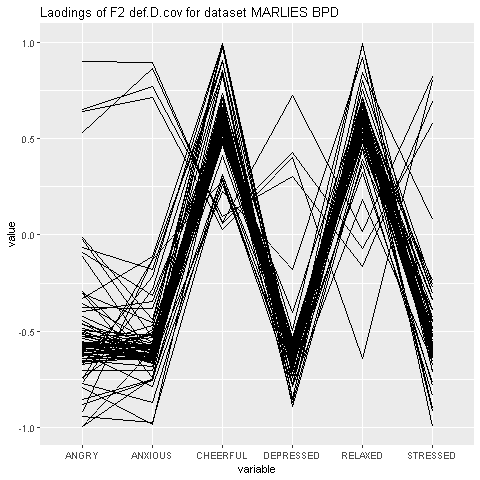 Laodings of F2 def.D.cov for dataset MARLIES BPD
1.0
0.5
0.0
-0.5
-1.0
value
ANGRY ANXIOUS CHEERFUL DEPRESSED RELAXED STRESSED
variable